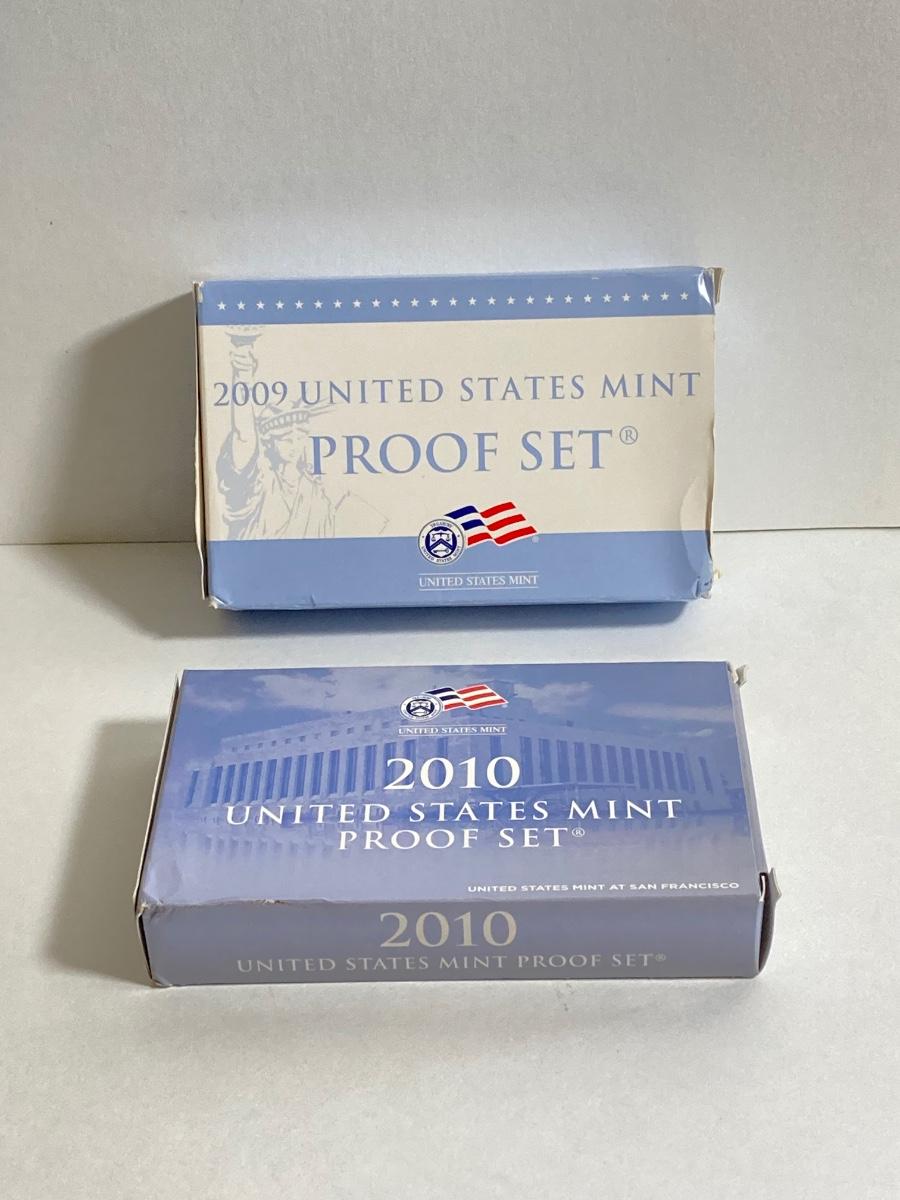 2009 UNITED STATES MINT
PROOF SET®
UNITED STATES MINT
UNITED STATES MINT
2010
UNITED STATES MINT
PROOF SET®
UNITED STATES MINT AT SAN FRANCISCO
2010
UNITED STATES MINT PROOF SET®